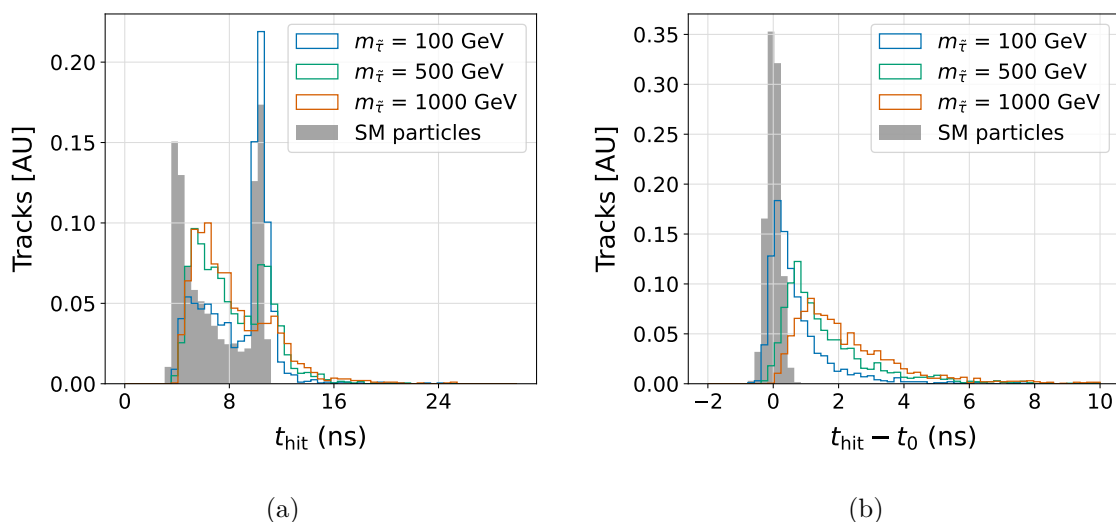 Tracks [AU]
0.20
0.15
0.10
0.05
0.00
0 8 16 24
t_hit (ns)
m_τ̃ = 100 GeV
m_τ̃ = 500 GeV
m_τ̃ = 1000 GeV
SM particles
(a)
Tracks [AU]
0.35
0.30
0.25
0.20
0.15
0.10
0.05
0.00
−2 0 2 4 6 8 10
t_hit − t_0 (ns)
m_τ̃ = 100 GeV
m_τ̃ = 500 GeV
m_τ̃ = 1000 GeV
SM particles
(b)